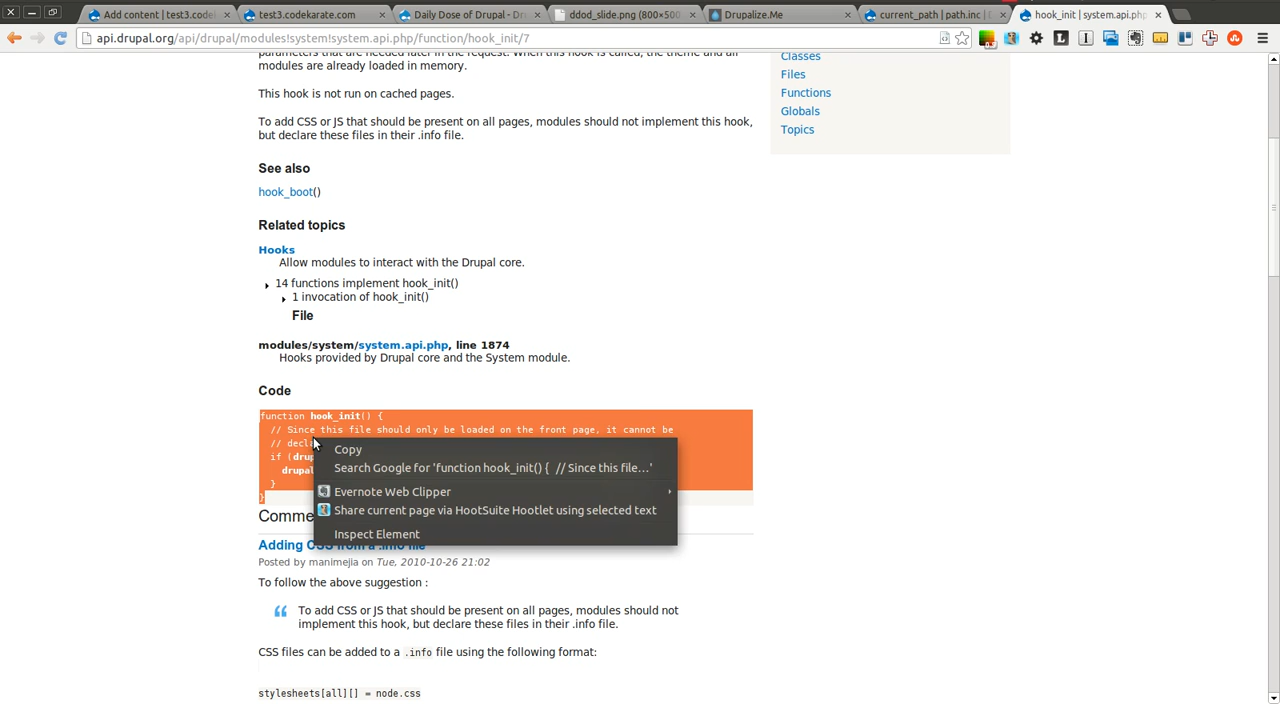 Add content | test3.codek
test3.codekarate.com
Daily Dose of Drupal - Dr
ddod_slide.png (800×500
Drupalize.Me
current_path | path.inc | D
hook_init | system.api.php
api.drupal.org/api/drupal/modules!system!system.api.php/function/hook_init/7
parameters that are needed later in the request. When this hook is called, the theme and all
modules are already loaded in memory.
This hook is not run on cached pages.
To add CSS or JS that should be present on all pages, modules should not implement this hook,
but declare these files in their .info file.
See also
hook_boot()
Related topics
Hooks
Allow modules to interact with the Drupal core.
14 functions implement hook_init()
1 invocation of hook_init()
File
modules/system/system.api.php, line 1874
Hooks provided by Drupal core and the System module.
Code
function hook_init() {
// Since this file should only be loaded on the front page, it cannot be
// decl
if (drup
drupal
}
}
Copy
Search Google for 'function hook_init() { // Since this file...'
Evernote Web Clipper
Share current page via HootSuite Hootlet using selected text
Inspect Element
Comme
Adding CSS from a .info file
Posted by manimejia on Tue, 2010-10-26 21:02
To follow the above suggestion :
To add CSS or JS that should be present on all pages, modules should not
implement this hook, but declare these files in their .info file.
CSS files can be added to a .info file using the following format:
stylesheets[all][] = node.css
Classes
Files
Functions
Globals
Topics